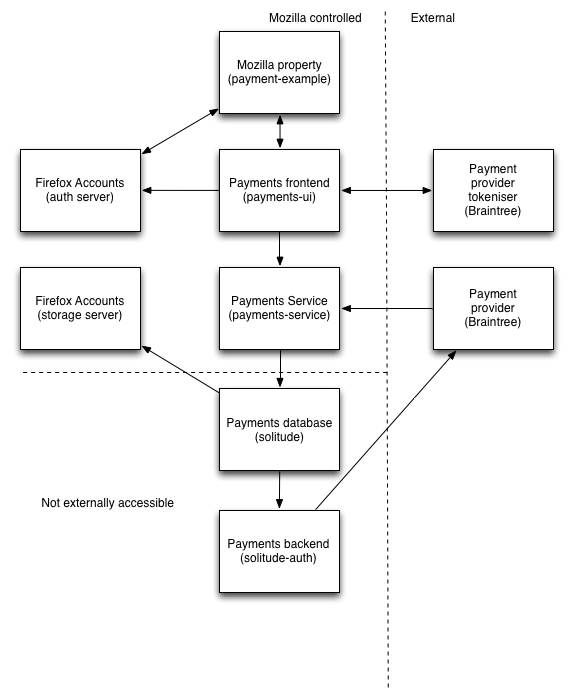 Mozilla controlled
External
Mozilla property
(payment-example)
Firefox Accounts
(auth server)
Payments frontend
(payments-ui)
Payment
provider
tokeniser
(Braintree)
Firefox Accounts
(storage server)
Payments Service
(payments-service)
Payment
provider
(Braintree)
Payments database
(solitude)
Not externally accessible
Payments backend
(solitude-auth)